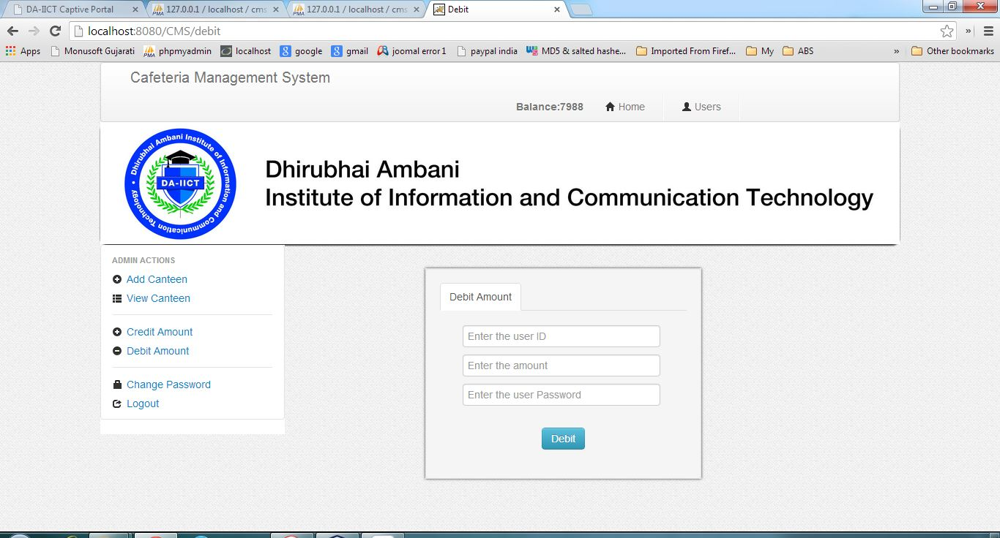 DA-IICT Captive Portal
127.0.0.1 / localhost / cms
127.0.0.1 / localhost / cms
Debit
localhost:8080/CMS/debit
»
Apps
Monusoft Gujarati
phpmyadmin
localhost
google
gmail
joomal error1
paypal india
MD5 & salted hashe...
Imported From Firef...
My
ABS
»
Other bookmarks
Cafeteria Management System
Balance:7988
Home
Users
Dhirubhai Ambani Institute of Information and Communication Technology
DA-IICT
Dhirubhai Ambani
Institute of Information and Communication Technology
ADMIN ACTIONS
Add Canteen
View Canteen
Credit Amount
Debit Amount
Change Password
Logout
Debit Amount
Enter the user ID
Enter the amount
Enter the user Password
Debit